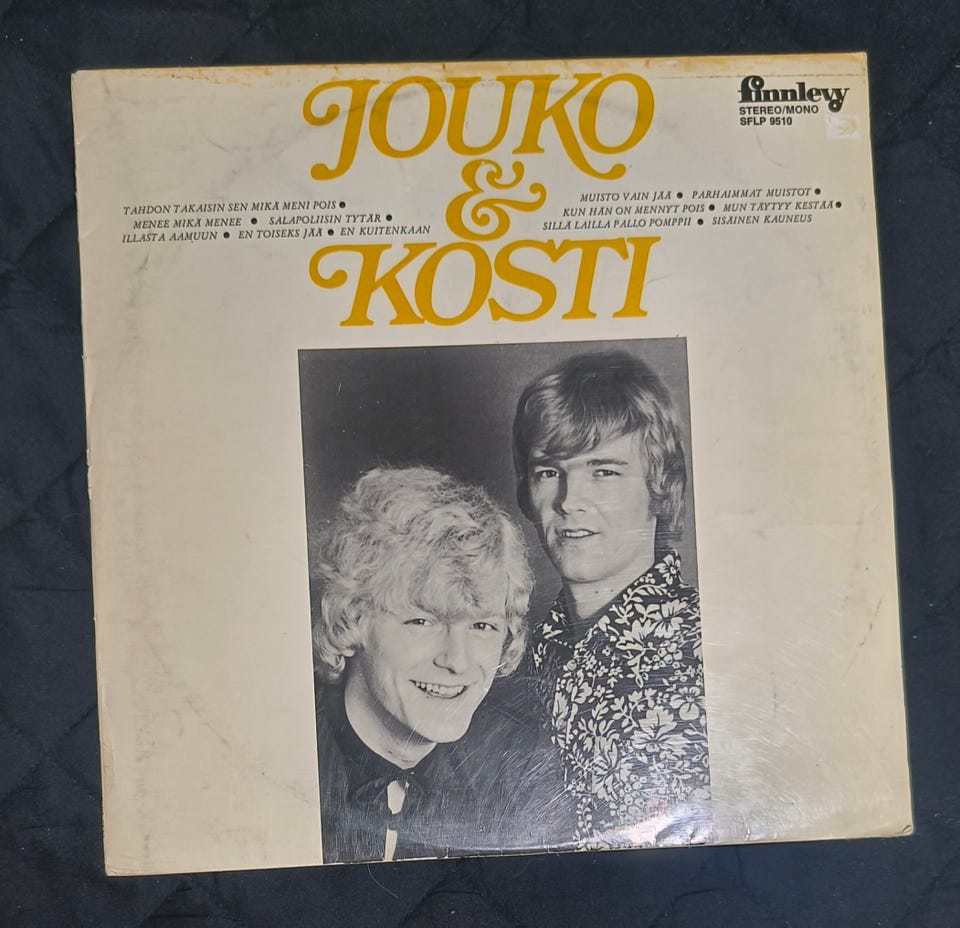 JOUKO
&
KOSTI
finnlevy
STEREO/MONO
SFLP 9510
TAHDON TAKAISIN SEN MIKÄ MENI POIS ●
MENEE MIKÄ MENEE ● SALAPOLIISIN TYTÄR ●
ILLASTA AAMUUN ● EN TOISEKS JÄÄ ● EN KUITENKAAN
MUISTO VAIN JÄÄ ● PARHAIMMAT MUISTOT ●
KUN HÄN ON MENNYT POIS ● MUN TÄYTYY KESTÄÄ ●
SILLÄ LAILLA PALLO POMPPII ● SISÄINEN KAUNEUS